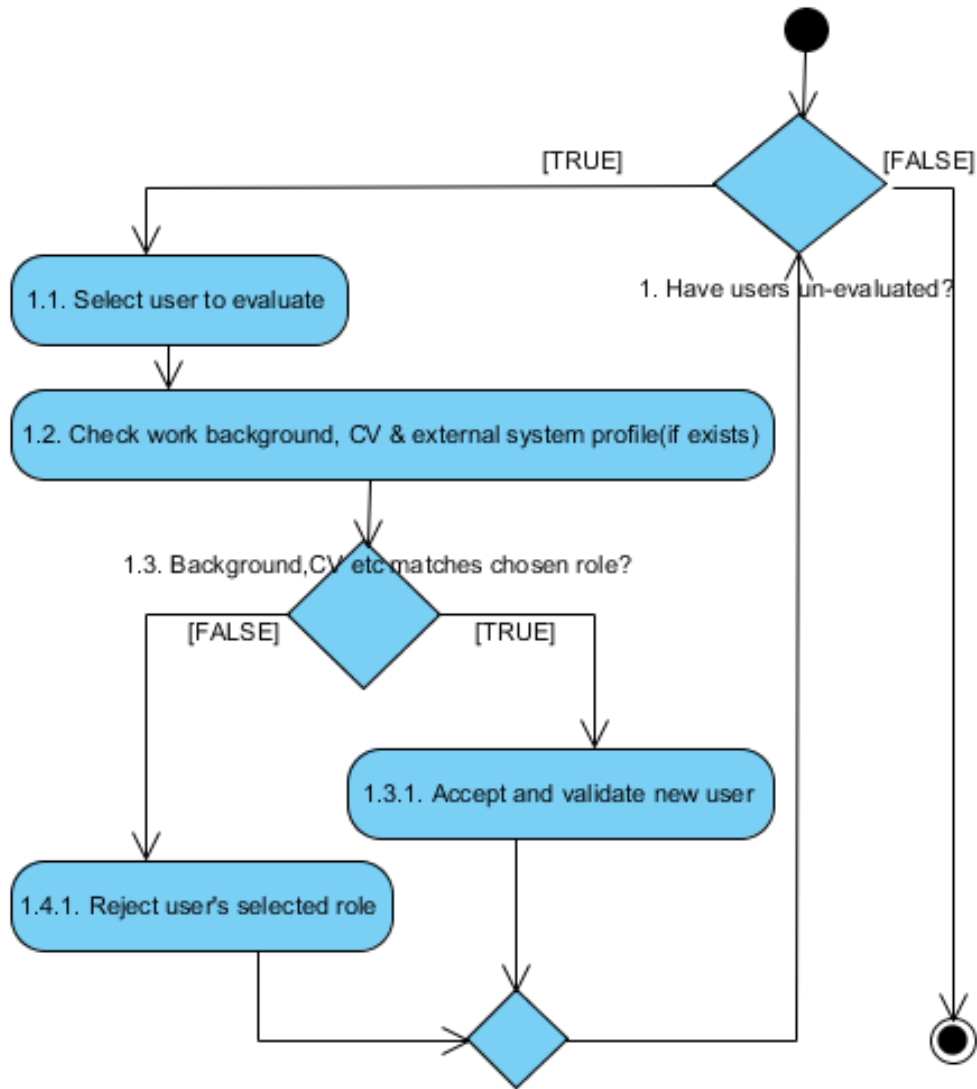 [TRUE]
[FALSE]
1. Have users un-evaluated?
1.1. Select user to evaluate
1.2. Check work background, CV & external system profile(if exists)
1.3. Background,CV etc matches chosen role?
[FALSE]
[TRUE]
1.3.1. Accept and validate new user
1.4.1. Reject user's selected role